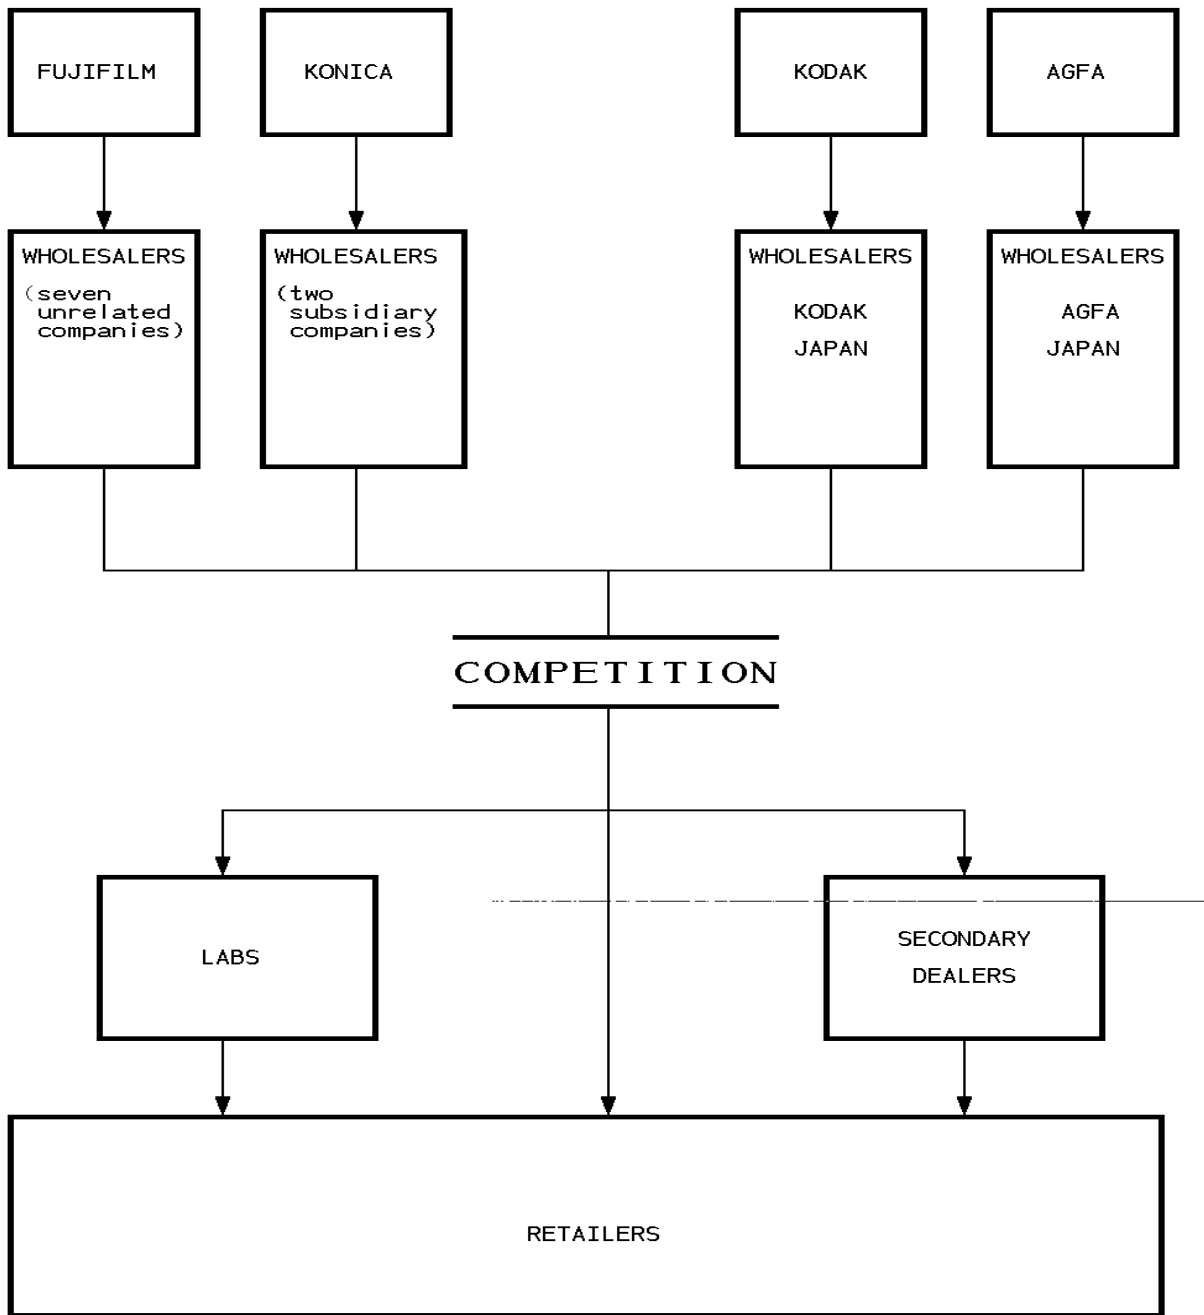 FUJIFILM
KONICA
KODAK
AGFA
WHOLESALERS
(seven
unrelated
companies)
WHOLESALERS
(two
subsidiary
companies)
WHOLESALERS
KODAK
JAPAN
WHOLESALERS
AGFA
JAPAN
COMPETITION
LABS
SECONDARY
DEALERS
RETAILERS